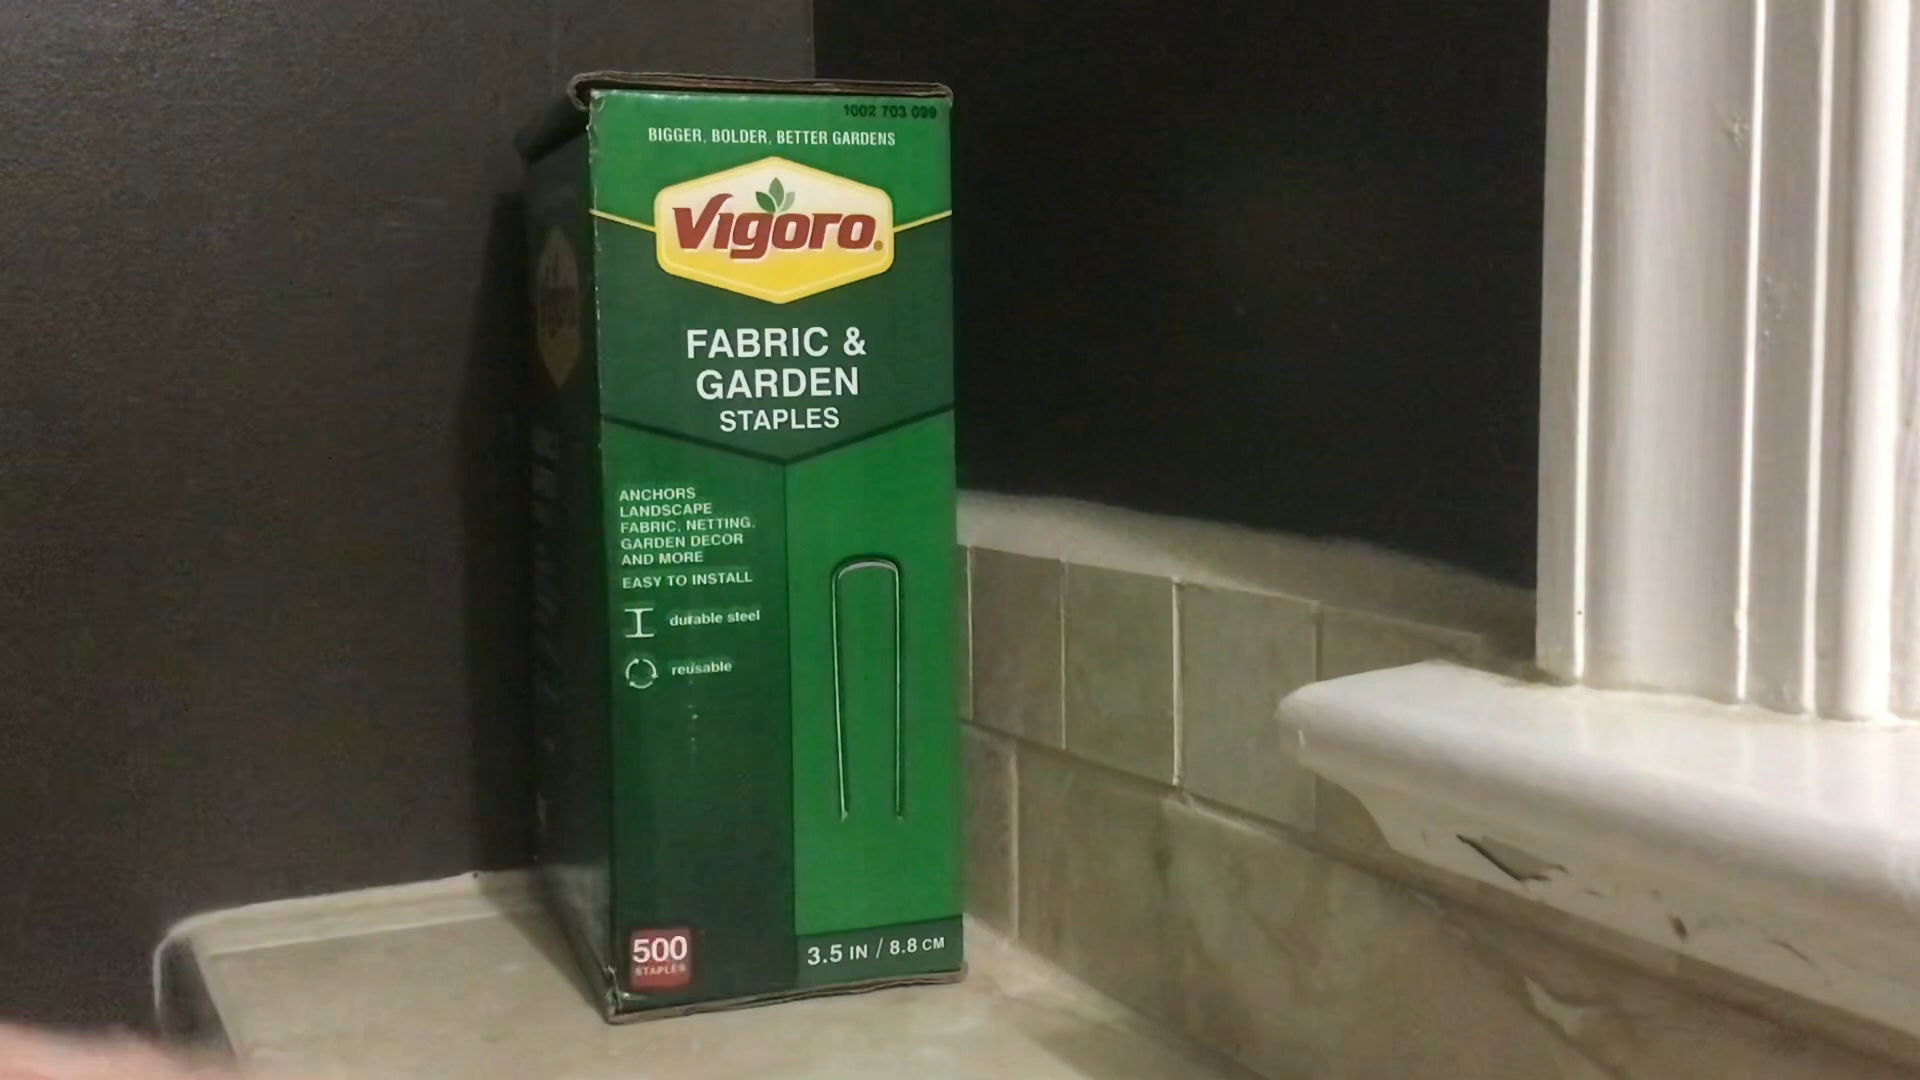 1002 703 099
BIGGER, BOLDER, BETTER GARDENS
Vigoro
FABRIC &
GARDEN
STAPLES
ANCHORS
LANDSCAPE
FABRIC, NETTING,
GARDEN DECOR
AND MORE
EASY TO INSTALL
durable steel
reusable
500
STAPLES
3.5 IN / 8.8 CM